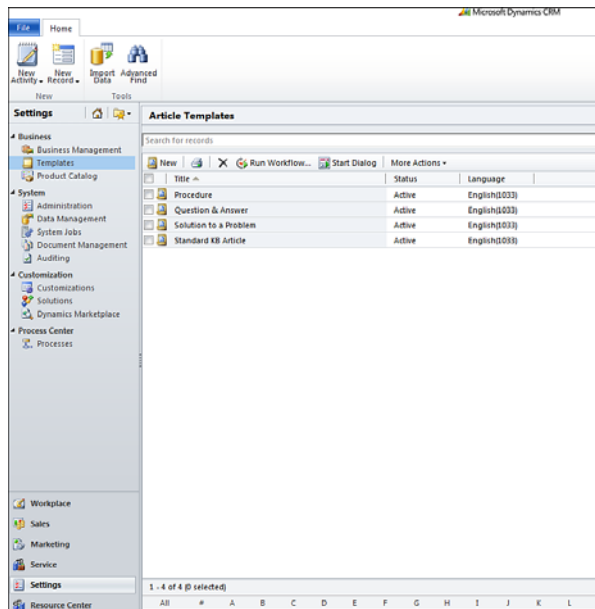 Microsoft Dynamics CRM
File Home
New Activity New Record Import Data Advanced Find
New Tools
Settings
Business
Business Management
Templates
Product Catalog
System
Administration
Data Management
System Jobs
Document Management
Auditing
Customization
Customizations
Solutions
Dynamics Marketplace
Process Center
Processes
Workplace
Sales
Marketing
Service
Settings
Resource Center
Article Templates
Search for records
New Run Workflow... Start Dialog More Actions
Title Status Language
Procedure Active English(1033)
Question & Answer Active English(1033)
Solution to a Problem Active English(1033)
Standard KB Article Active English(1033)
1 - 4 of 4 (0 selected)
All # A B C D E F G H I J K L